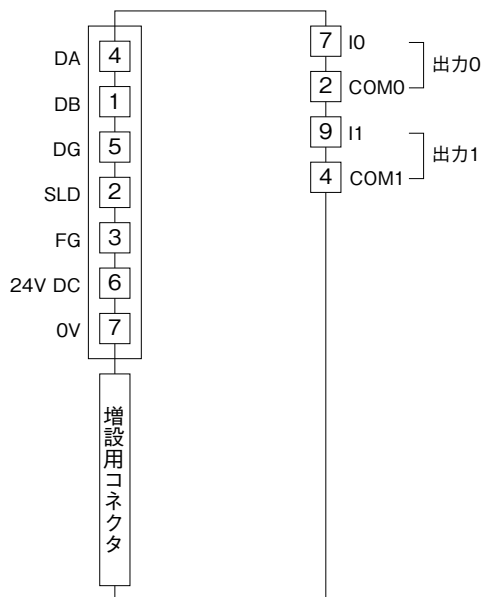 DA 4
DB 1
DG 5
SLD 2
FG 3
24V DC 6
0V 7
増設用コネクタ
7 I0
2 COM0
出力0
9 I1
4 COM1
出力1